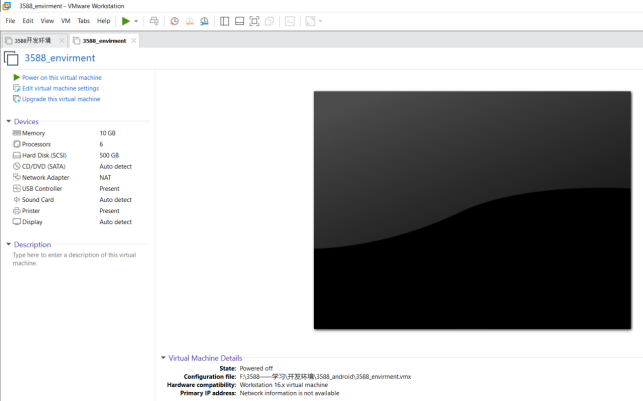 3588_envirment - VMware Workstation
File Edit View VM Tabs Help
3588开发环境 3588_envirment
3588_envirment
Power on this virtual machine
Edit virtual machine settings
Upgrade this virtual machine
Devices
Memory 10 GB
Processors 6
Hard Disk (SCSI) 500 GB
CD/DVD (SATA) Auto detect
Network Adapter NAT
USB Controller Present
Sound Card Auto detect
Printer Present
Display Auto detect
Description
Type here to enter a description of this virtual
machine.
Virtual Machine Details
State: Powered off
Configuration file: F:\3588——学习\开发环境\3588_android\3588_envirment.vmx
Hardware compatibility: Workstation 16.x virtual machine
Primary IP address: Network information is not available